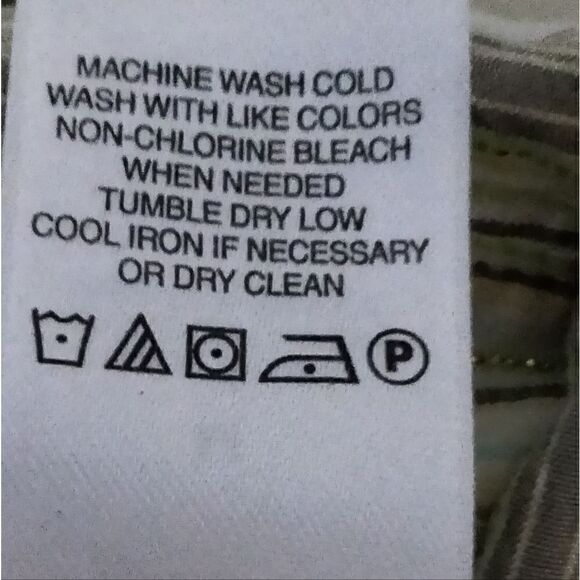 MACHINE WASH COLD
WASH WITH LIKE COLORS
NON-CHLORINE BLEACH
WHEN NEEDED
TUMBLE DRY LOW
COOL IRON IF NECESSARY
OR DRY CLEAN
P